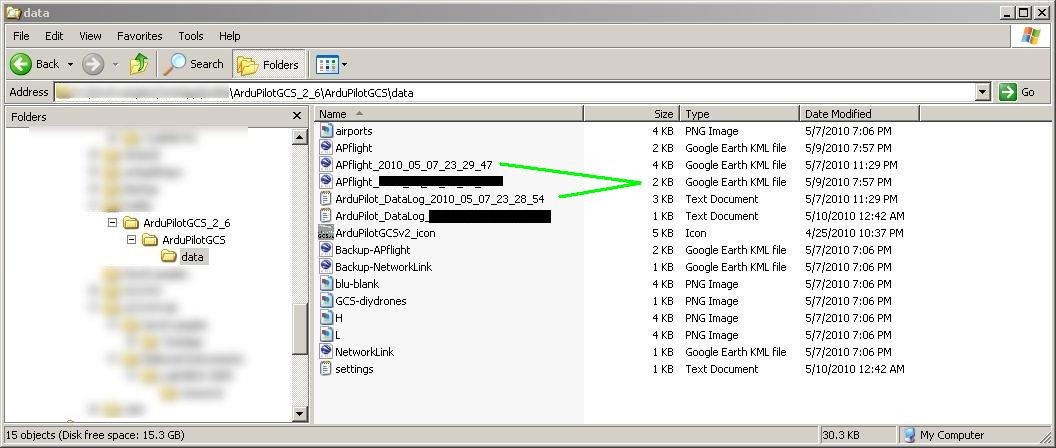 data
File Edit View Favorites Tools Help
Back Search Folders
Address \ArduPilotGCS_2_6\ArduPilotGCS\data Go
Folders
ArduPilotGCS_2_6
ArduPilotGCS
data
Name Size Type Date Modified
airports 4 KB PNG Image 5/7/2010 7:06 PM
APflight 2 KB Google Earth KML file 5/9/2010 7:57 PM
APflight_2010_05_07_23_29_47 4 KB Google Earth KML file 5/7/2010 11:29 PM
APflight_ 2 KB Google Earth KML file 5/9/2010 7:57 PM
ArduPilot_DataLog_2010_05_07_23_28_54 3 KB Text Document 5/7/2010 11:29 PM
ArduPilot_DataLog_ 1 KB Text Document 5/10/2010 12:42 AM
ArduPilotGCSv2_icon 5 KB Icon 4/25/2010 10:37 PM
Backup-APflight 2 KB Google Earth KML file 5/7/2010 7:06 PM
Backup-NetworkLink 1 KB Google Earth KML file 5/7/2010 7:06 PM
blu-blank 4 KB PNG Image 5/7/2010 7:06 PM
GCS-diydrones 1 KB PNG Image 5/7/2010 7:06 PM
H 4 KB PNG Image 5/7/2010 7:06 PM
L 4 KB PNG Image 5/7/2010 7:06 PM
NetworkLink 1 KB Google Earth KML file 5/7/2010 7:06 PM
settings 1 KB Text Document 5/10/2010 12:42 AM
15 objects (Disk free space: 15.3 GB) 30.3 KB My Computer